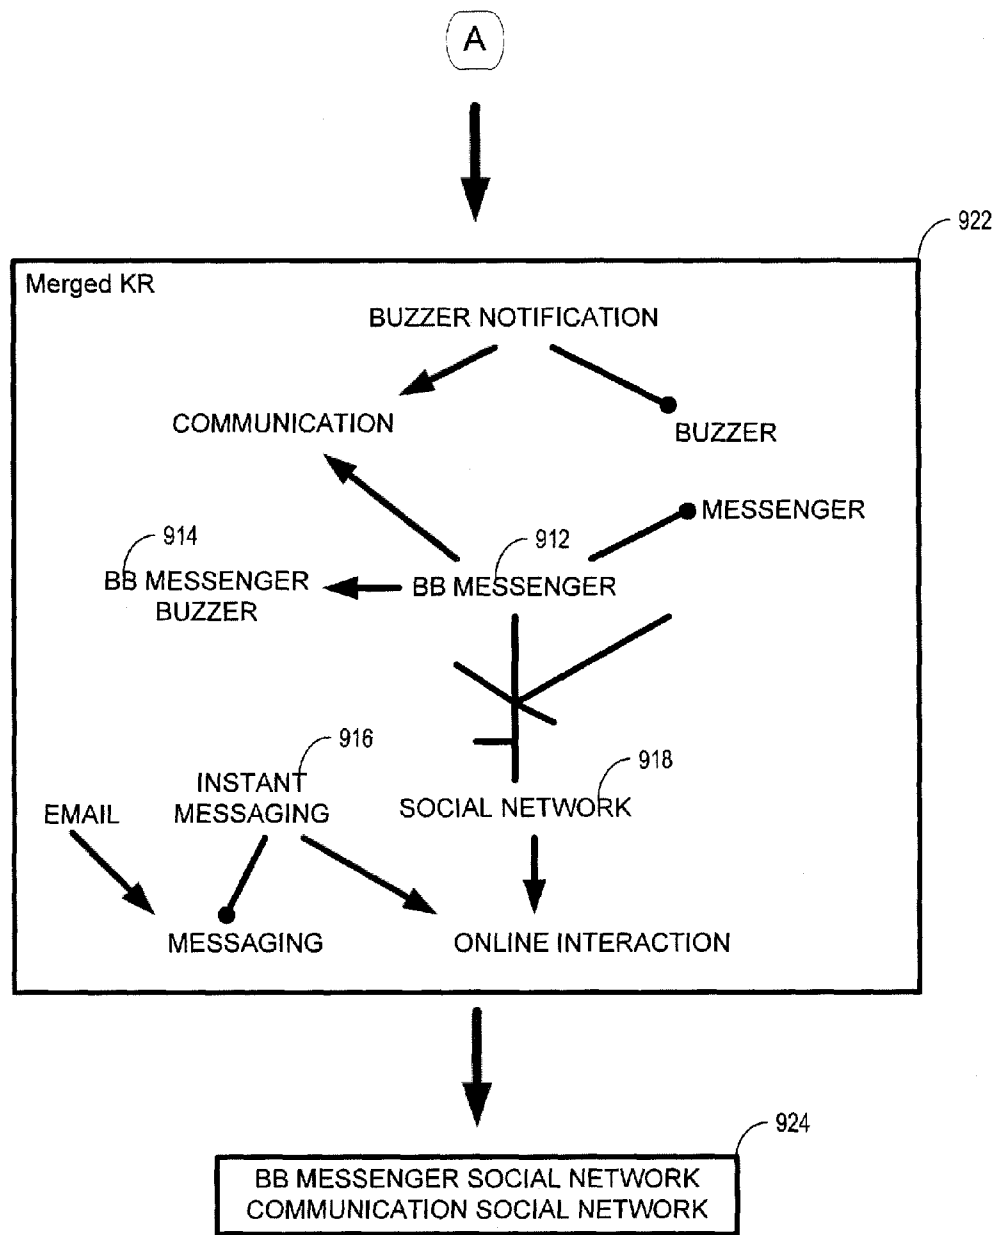 A
922
Merged KR
BUZZER NOTIFICATION
COMMUNICATION
BUZZER
MESSENGER
914
912
BB MESSENGER
BUZZER
BB MESSENGER
916
918
INSTANT
MESSAGING
EMAIL
SOCIAL NETWORK
MESSAGING
ONLINE INTERACTION
924
BB MESSENGER SOCIAL NETWORK
COMMUNICATION SOCIAL NETWORK